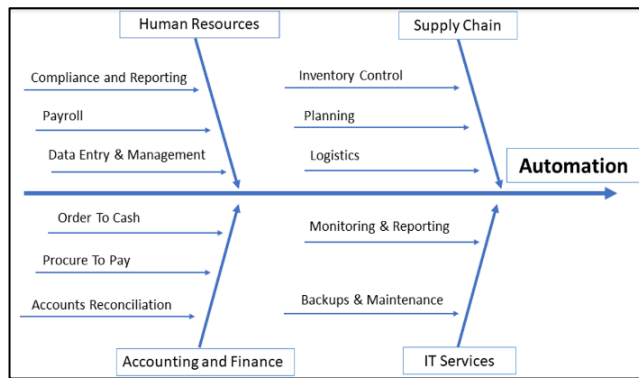 Human Resources
Supply Chain
Compliance and Reporting
Inventory Control
Payroll
Planning
Data Entry & Management
Logistics
Automation
Order To Cash
Monitoring & Reporting
Procure To Pay
Accounts Reconciliation
Backups & Maintenance
Accounting and Finance
IT Services